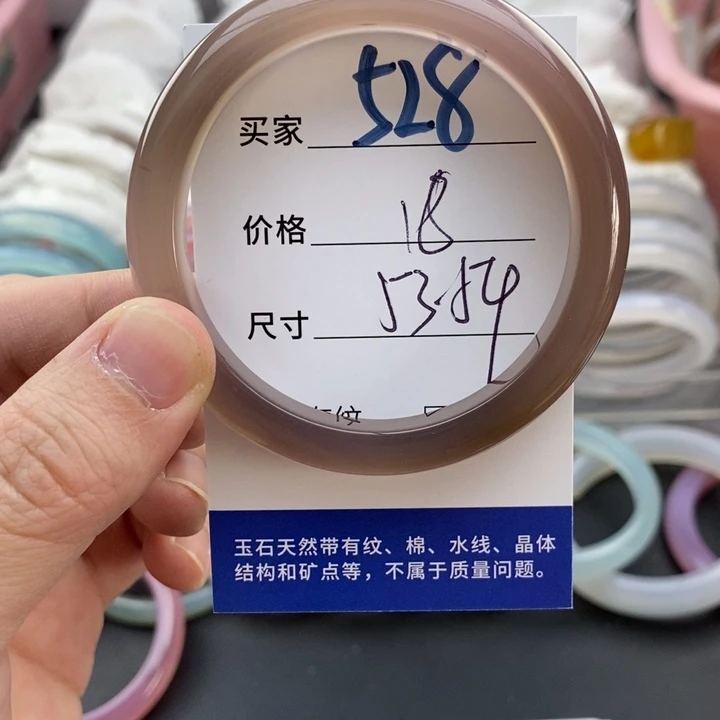 买家 528
价格 18
尺寸 53.54
玉石天然带有纹、棉、水线、晶体
结构和矿点等，不属于质量问题。